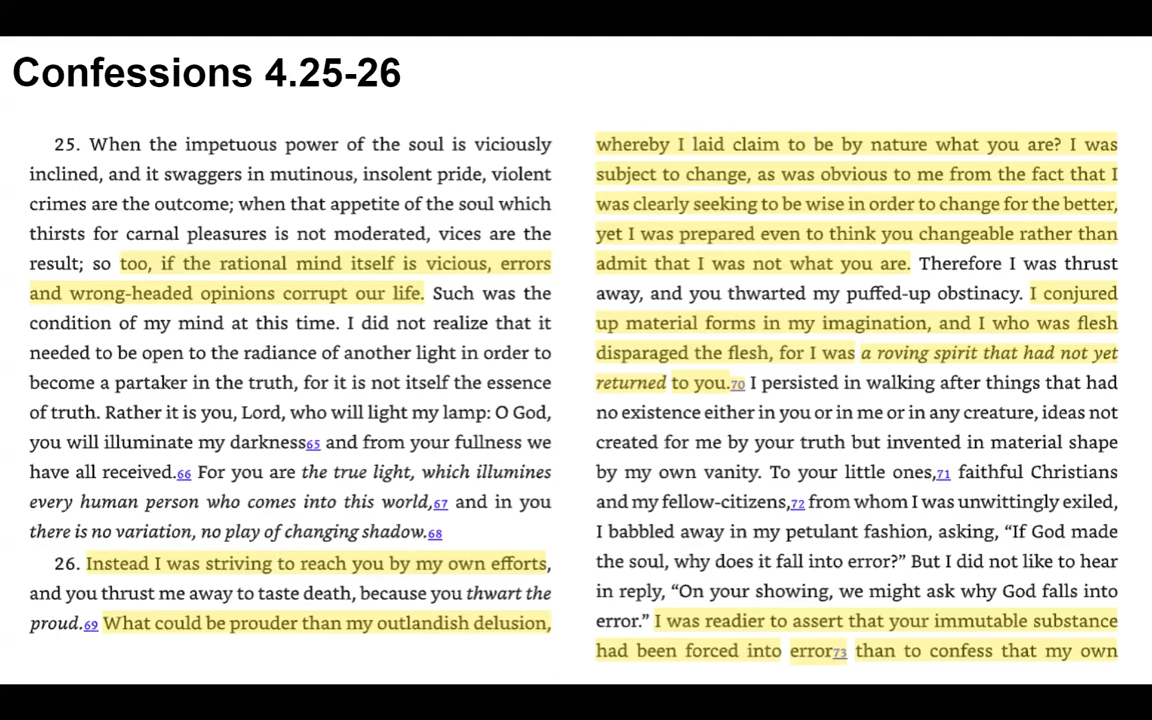 Confessions 4.25-26
25. When the impetuous power of the soul is viciously
inclined, and it swaggers in mutinous, insolent pride, violent
crimes are the outcome; when that appetite of the soul which
thirsts for carnal pleasures is not moderated, vices are the
result; so too, if the rational mind itself is vicious, errors
and wrong-headed opinions corrupt our life. Such was the
condition of my mind at this time. I did not realize that it
needed to be open to the radiance of another light in order to
become a partaker in the truth, for it is not itself the essence
of truth. Rather it is you, Lord, who will light my lamp: O God,
you will illuminate my darkness65 and from your fullness we
have all received.66 For you are the true light, which illumines
every human person who comes into this world,67 and in you
there is no variation, no play of changing shadow.68
26. Instead I was striving to reach you by my own efforts,
and you thrust me away to taste death, because you thwart the
proud.69 What could be prouder than my outlandish delusion,
whereby I laid claim to be by nature what you are? I was
subject to change, as was obvious to me from the fact that I
was clearly seeking to be wise in order to change for the better,
yet I was prepared even to think you changeable rather than
admit that I was not what you are. Therefore I was thrust
away, and you thwarted my puffed-up obstinacy. I conjured
up material forms in my imagination, and I who was flesh
disparaged the flesh, for I was a roving spirit that had not yet
returned to you.70 I persisted in walking after things that had
no existence either in you or in me or in any creature, ideas not
created for me by your truth but invented in material shape
by my own vanity. To your little ones,71 faithful Christians
and my fellow-citizens,72 from whom I was unwittingly exiled,
I babbled away in my petulant fashion, asking, “If God made
the soul, why does it fall into error?” But I did not like to hear
in reply, “On your showing, we might ask why God falls into
error.” I was readier to assert that your immutable substance
had been forced into error73 than to confess that my own